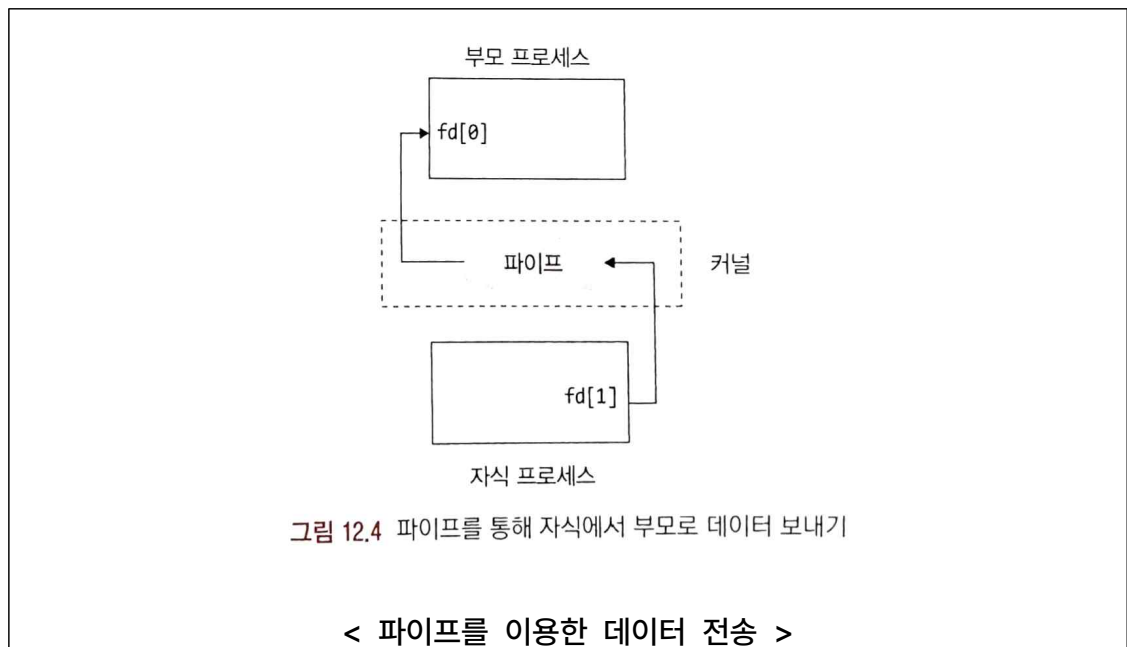 부모 프로세스
fd[0]
파이프
커널
fd[1]
자식 프로세스
그림 12.4 파이프를 통해 자식에서 부모로 데이터 보내기
< 파이프를 이용한 데이터 전송 >